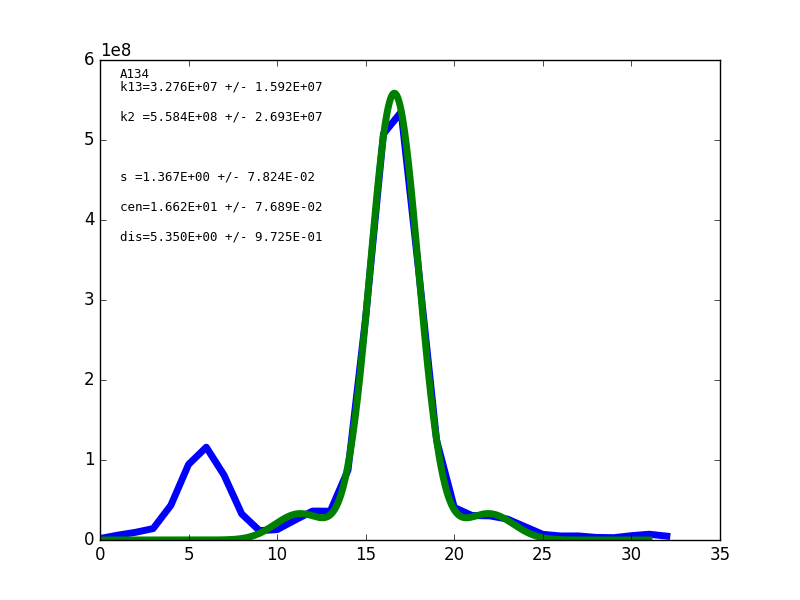 1e8
A134
k13=3.276E+07 +/- 1.592E+07
k2 =5.584E+08 +/- 2.693E+07
s =1.367E+00 +/- 7.824E-02
cen=1.662E+01 +/- 7.689E-02
dis=5.350E+00 +/- 9.725E-01
6
5
4
3
2
1
0
0 5 10 15 20 25 30 35